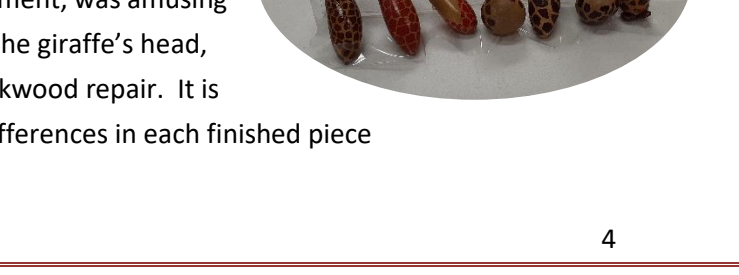 ment, was amusing
he giraffe's head,
kwood repair.  It is
fferences in each finished piece
4